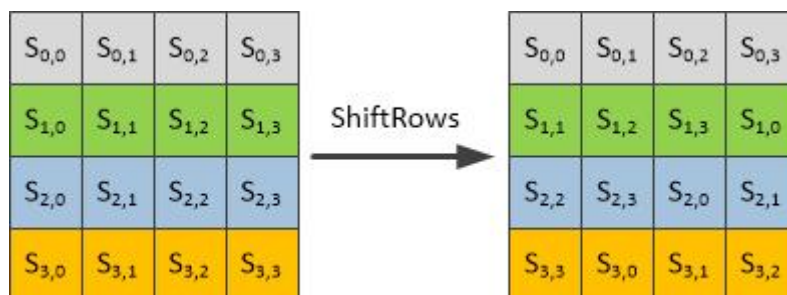 S0,0 S0,1 S0,2 S0,3
S1,0 S1,1 S1,2 S1,3
S2,0 S2,1 S2,2 S2,3
S3,0 S3,1 S3,2 S3,3
ShiftRows
S0,0 S0,1 S0,2 S0,3
S1,1 S1,2 S1,3 S1,0
S2,2 S2,3 S2,0 S2,1
S3,3 S3,0 S3,1 S3,2